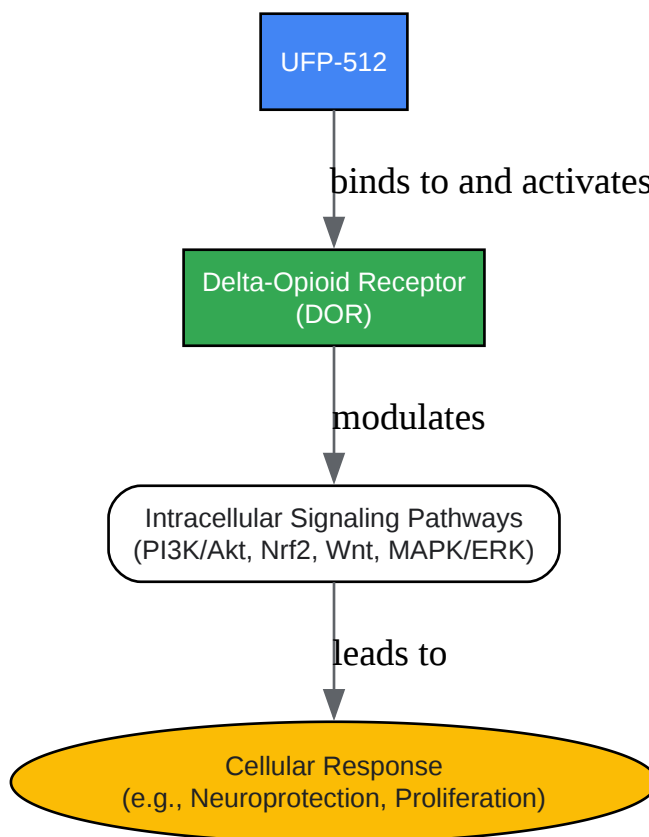 UFP-512
binds to and activates
Delta-Opioid Receptor
(DOR)
modulates
Intracellular Signaling Pathways
(PI3K/Akt, Nrf2, Wnt, MAPK/ERK)
leads to
Cellular Response
(e.g., Neuroprotection, Proliferation)